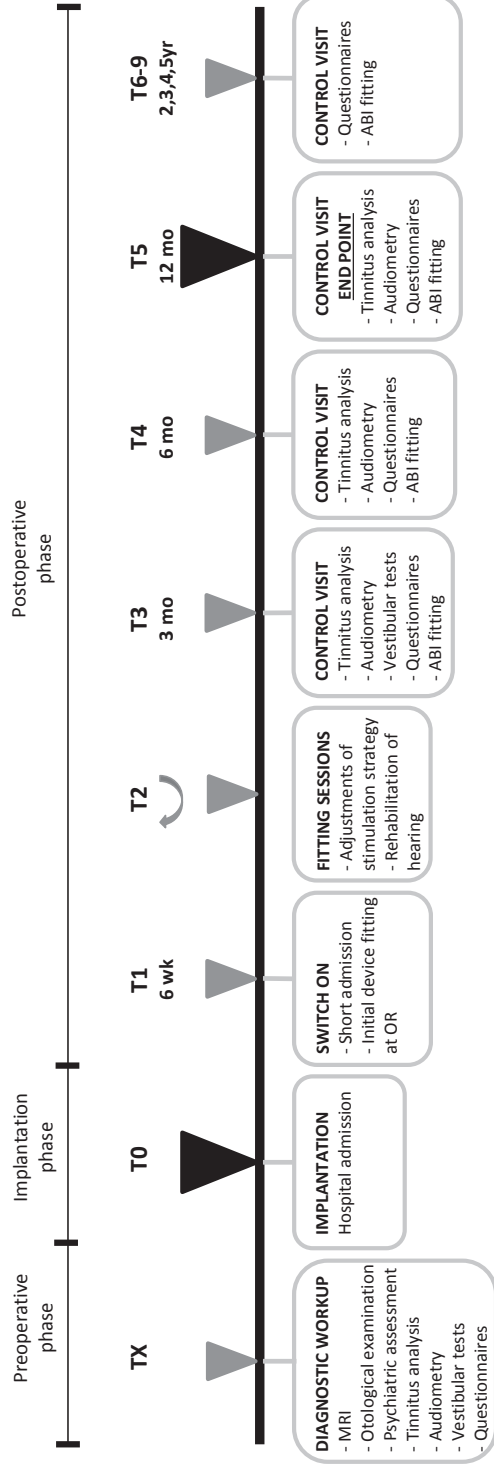 Preoperative
phase
Implantation
phase
Postoperative
phase
TX
T0
T1
6 wk
T2
T3
3 mo
T4
6 mo
T5
12 mo
T6-9
2,3,4,5yr
DIAGNOSTIC WORKUP
- MRI
- Otological examination
- Psychiatric assessment
- Tinnitus analysis
- Audiometry
- Vestibular tests
- Questionnaires
IMPLANTATION
Hospital admission
SWITCH ON
- Short admission
- Initial device fitting
at OR
FITTING SESSIONS
- Adjustments of
stimulation strategy
- Rehabilitation of
hearing
CONTROL VISIT
- Tinnitus analysis
- Audiometry
- Vestibular tests
- Questionnaires
- ABI fitting
CONTROL VISIT
- Tinnitus analysis
- Audiometry
- Questionnaires
- ABI fitting
CONTROL VISIT
END POINT
- Tinnitus analysis
- Audiometry
- Questionnaires
- ABI fitting
CONTROL VISIT
- Questionnaires
- ABI fitting